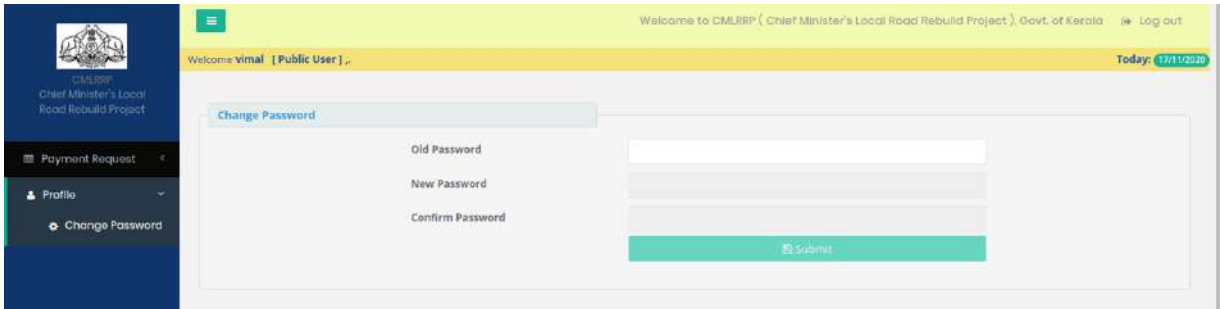 Welcome to CMLRRP ( Chief Minister's Local Road Rebuild Project ), Govt. of Kerala
Log out
Welcome vimal [ Public User ] ,.
Today: 17/11/2020
CMLRRP
Chief Minister's Local
Road Rebuild Project
Payment Request
Profile
Change Password
Change Password
Old Password
New Password
Confirm Password
Submit